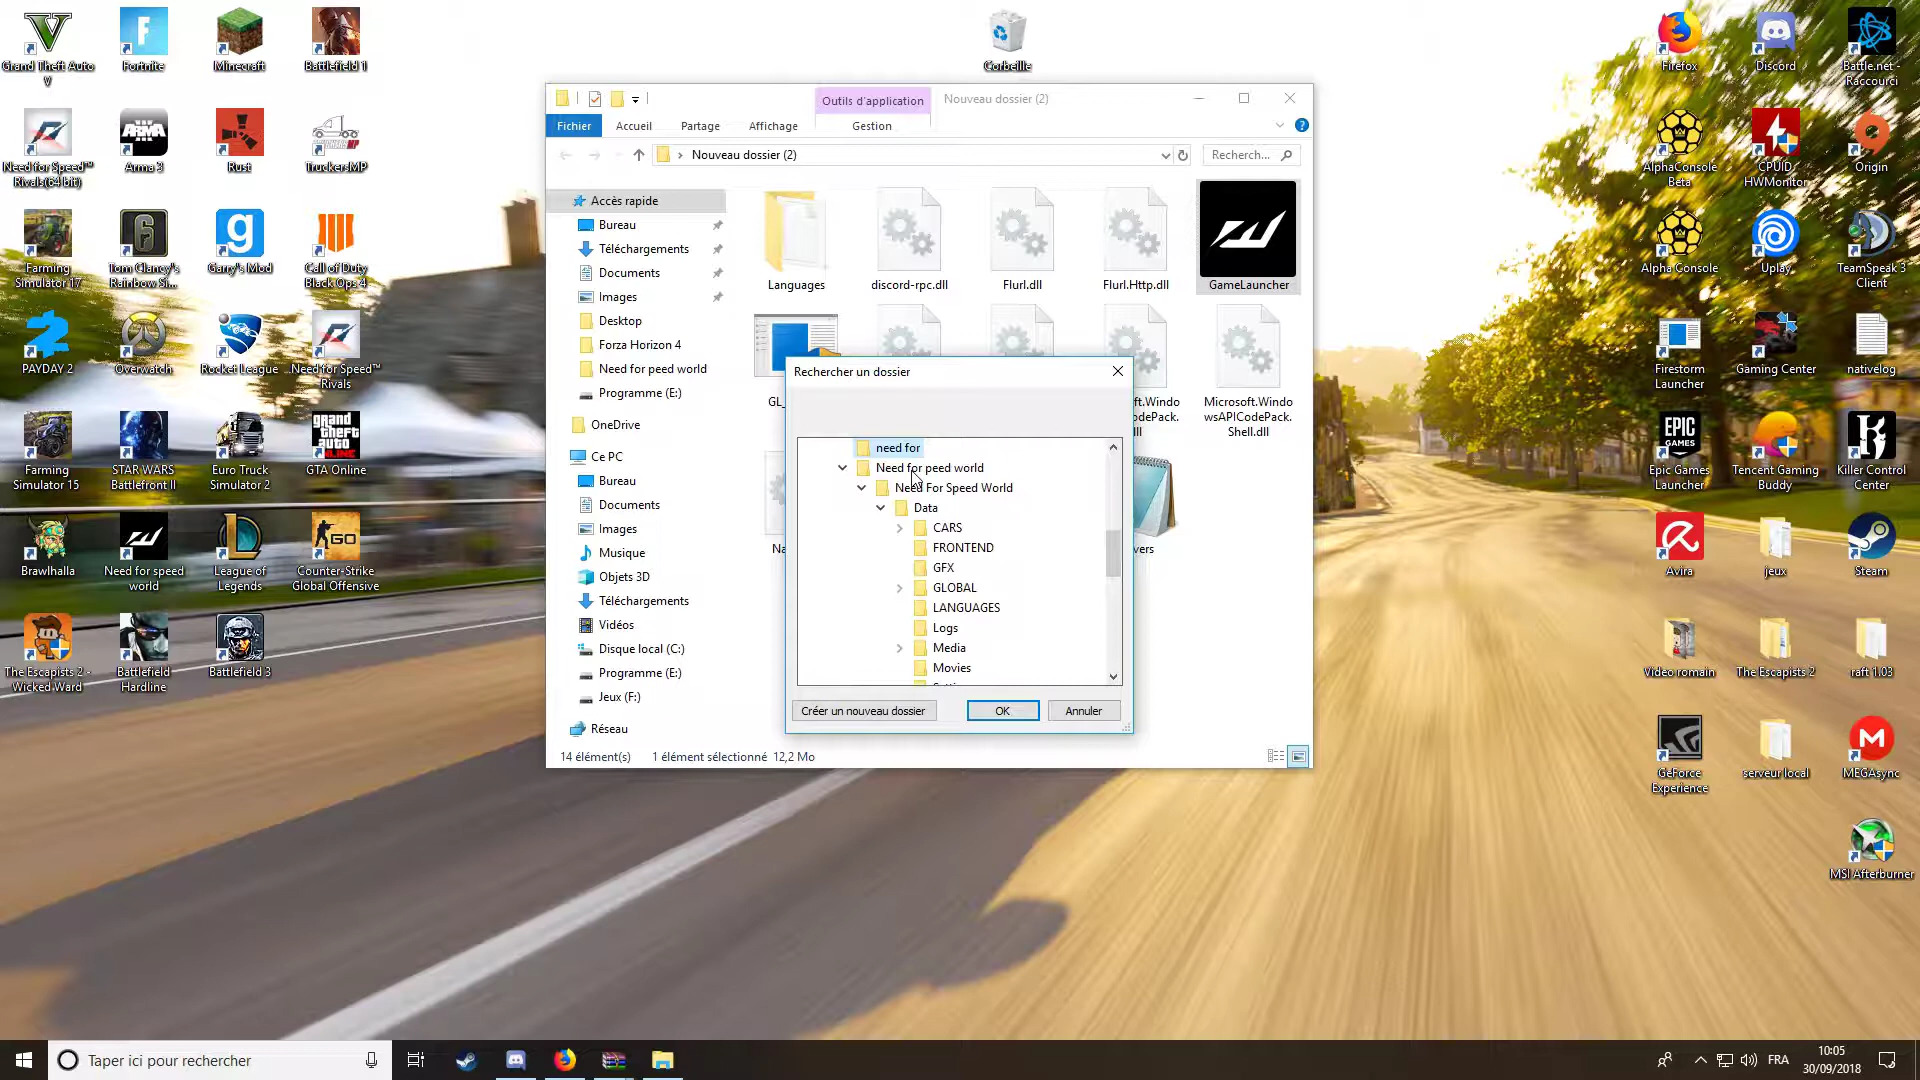 Grand Theft Auto
V
Fortnite
Minecraft
Battlefield 1
Corbeille
Firefox
Discord
Battle.net -
Raccourci
Need for Speed™
Rivals(64 bit)
Arma 3
Rust
TruckersMP
AlphaConsole
Beta
CPUID
HWMonitor
Origin
Farming
Simulator 17
Tom Clancy's
Rainbow Si...
Garry's Mod
Call of Duty
Black Ops 4
Alpha Console
Uplay
TeamSpeak 3
Client
PAYDAY 2
Overwatch
Rocket League
Need for Speed™
Rivals
Firestorm
Launcher
Gaming Center
nativelog
Farming
Simulator 15
STAR WARS
Battlefront II
Euro Truck
Simulator 2
GTA Online
Epic Games
Launcher
Tencent Gaming
Buddy
Killer Control
Center
Brawlhalla
Need for speed
world
League of
Legends
Counter-Strike
Global Offensive
Avira
jeux
Steam
The Escapists 2 -
Wicked Ward
Battlefield
Hardline
Battlefield 3
Video romain
The Escapists 2
raft 1.03
GeForce
Experience
serveur local
MEGAsync
MSI Afterburner
Outils d'application
Nouveau dossier (2)
Fichier
Accueil
Partage
Affichage
Gestion
Nouveau dossier (2)
Recherch...
Accès rapide
Bureau
Téléchargements
Documents
Images
Desktop
Forza Horizon 4
Need for peed world
Programme (E:)
OneDrive
Ce PC
Bureau
Documents
Images
Musique
Objets 3D
Téléchargements
Vidéos
Disque local (C:)
Programme (E:)
Jeux (F:)
Réseau
Languages
discord-rpc.dll
Flurl.dll
Flurl.Http.dll
GameLauncher
GL_
ft.Windo
odePack.
ll
Microsoft.Windo
wsAPICodePack.
Shell.dll
Na
vers
14 élément(s)
1 élément sélectionné 12,2 Mo
Rechercher un dossier
need for
Need for peed world
Need For Speed World
Data
CARS
FRONTEND
GFX
GLOBAL
LANGUAGES
Logs
Media
Movies
Créer un nouveau dossier
OK
Annuler
Taper ici pour rechercher
FRA
10:05
30/09/2018